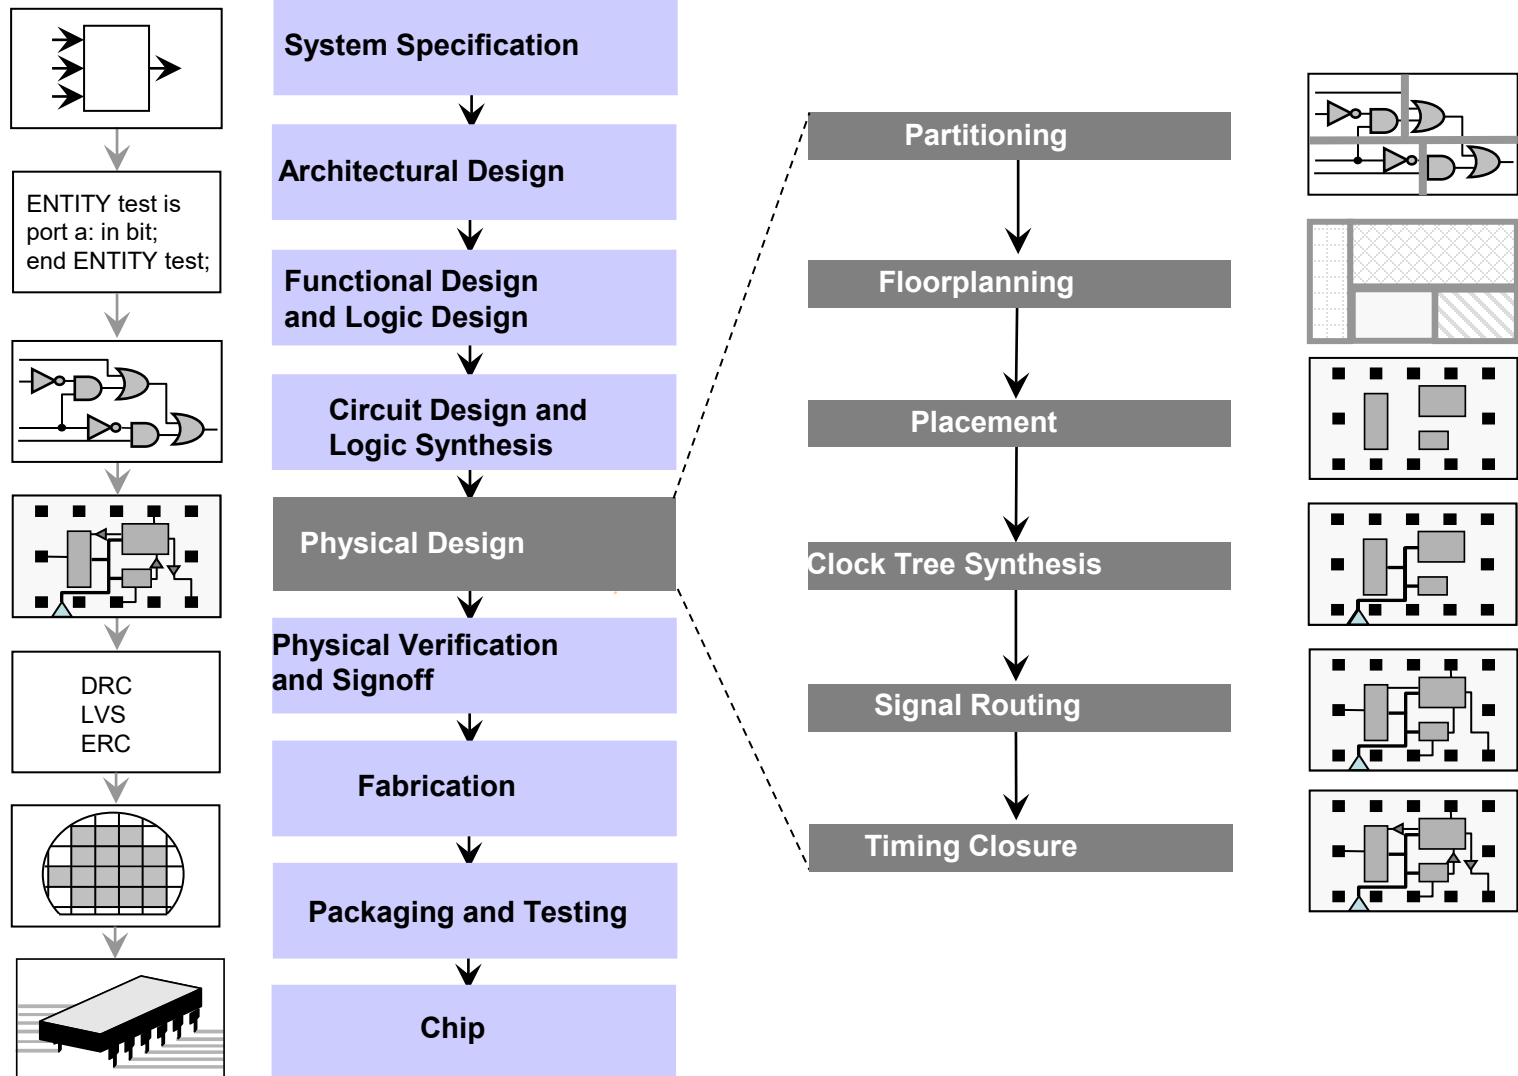 System Specification
Architectural Design
ENTITY test is
port a: in bit;
end ENTITY test;
Functional Design
and Logic Design
Circuit Design and
Logic Synthesis
Physical Design
Physical Verification
and Signoff
DRC
LVS
ERC
Fabrication
Packaging and Testing
Chip
Partitioning
Floorplanning
Placement
Clock Tree Synthesis
Signal Routing
Timing Closure